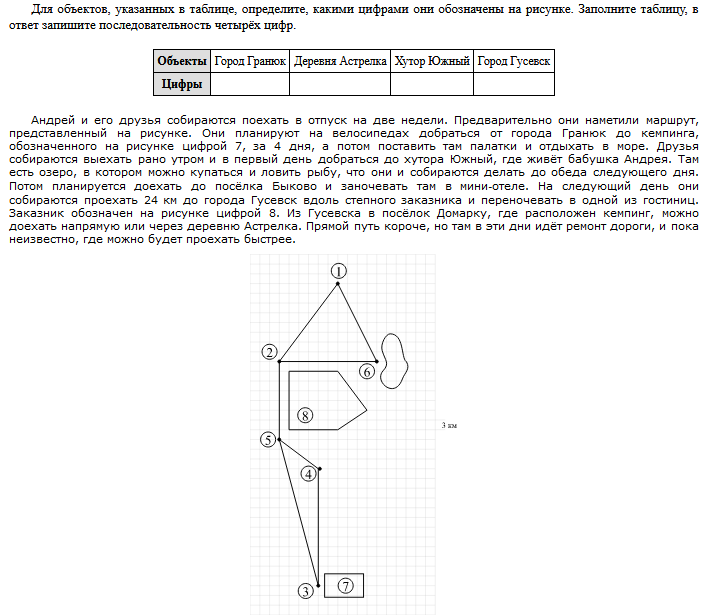 Для объектов, указанных в таблице, определите, какими цифрами они обозначены на рисунке. Заполните таблицу, в
ответ запишите последовательность четырёх цифр.
Объекты Город Гранюк Деревня Астрелка Хутор Южный Город Гусевск
Цифры
Андрей и его друзья собираются поехать в отпуск на две недели. Предварительно они наметили маршрут,
представленный на рисунке. Они планируют на велосипедах добраться от города Гранюк до кемпинга,
обозначенного на рисунке цифрой 7, за 4 дня, а потом поставить там палатки и отдыхать в море. Друзья
собираются выехать рано утром и в первый день добраться до хутора Южный, где живёт бабушка Андрея. Там
есть озеро, в котором можно купаться и ловить рыбу, что они и собираются делать до обеда следующего дня.
Потом планируется доехать до посёлка Быково и заночевать там в мини-отеле. На следующий день они
собираются проехать 24 км до города Гусевск вдоль степного заказника и переночевать в одной из гостиниц.
Заказник обозначен на рисунке цифрой 8. Из Гусевска в посёлок Домарку, где расположен кемпинг, можно
доехать напрямую или через деревню Астрелка. Прямой путь короче, но там в эти дни идёт ремонт дороги, и пока
неизвестно, где можно будет проехать быстрее.
1
2
6
8
3 км
5
4
3
7